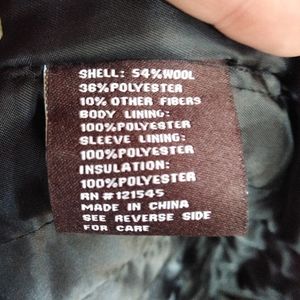 SHELL: 54%WOOL
36%POLYESTER
10% OTHER FIBERS
BODY LINING:
100%POLYESTER
SLEEVE LINING:
100%POLYESTER
INSULATION:
100%POLYESTER
RN #121545
MADE IN CHINA
SEE REVERSE SIDE
FOR CARE